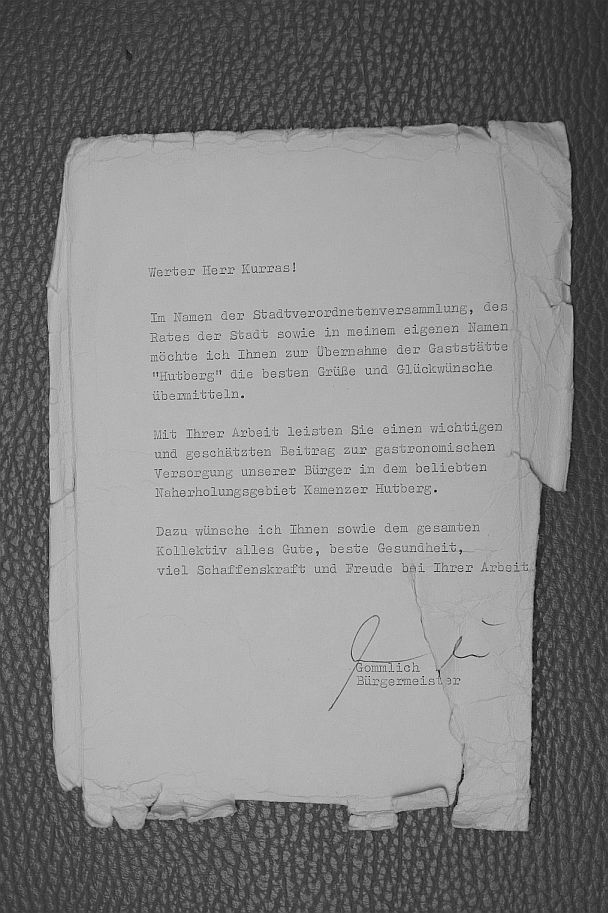 Werter Herr Kurras!
Im Namen der Stadtverordnetenversammlung, des
Rates der Stadt sowie in meinem eigenen Namen
möchte ich Ihnen zur Übernahme der Gaststätte
"Hutberg" die besten Grüße und Glückwünsche
übermitteln.
Mit Ihrer Arbeit leisten Sie einen wichtigen
und geschätzten Beitrag zur gastronomischen
Versorgung unserer Bürger in dem beliebten
Naherholungsgebiet Kamenzer Hutberg.
Dazu wünsche ich Ihnen sowie dem gesamten
Kollektiv alles Gute, beste Gesundheit,
viel Schaffenskraft und Freude bei Ihrer Arbeit
Gommlich
Bürgermeister